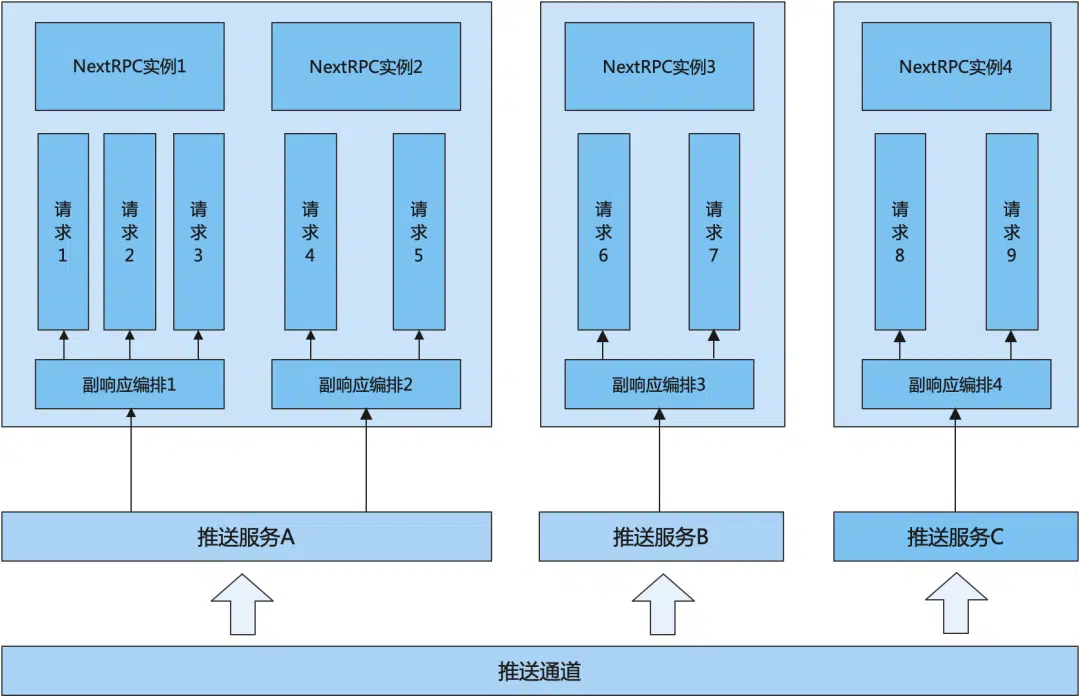 NextRPC实例1
NextRPC实例2
NextRPC实例3
NextRPC实例4
请求1
请求2
请求3
请求4
请求5
请求6
请求7
请求8
请求9
副响应编排1
副响应编排2
副响应编排3
副响应编排4
推送服务A
推送服务B
推送服务C
推送通道